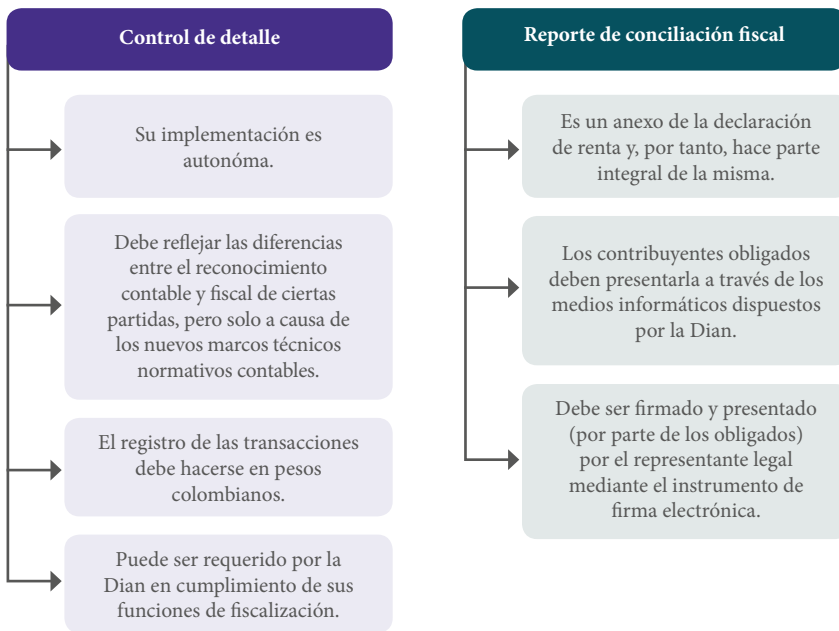 Control de detalle
Su implementación es
autonóma.
Debe reflejar las diferencias
entre el reconocimiento
contable y fiscal de ciertas
partidas, pero solo a causa de
los nuevos marcos técnicos
normativos contables.
El registro de las transacciones
debe hacerse en pesos
colombianos.
Puede ser requerido por la
Dian en cumplimiento de sus
funciones de fiscalización.
Reporte de conciliación fiscal
Es un anexo de la declaración
de renta y, por tanto, hace parte
integral de la misma.
Los contribuyentes obligados
deben presentarla a través de los
medios informáticos dispuestos
por la Dian.
Debe ser firmado y presentado
(por parte de los obligados)
por el representante legal
mediante el instrumento de
firma electrónica.